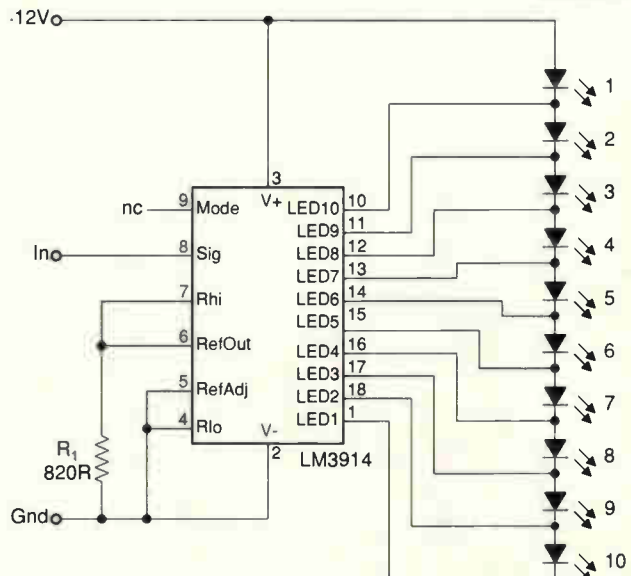 12V
1
2
3
4
5
6
7
8
9
10
3
V+
nc
9
Mode
LED10
10
LED9
11
In
8
Sig
LED8
12
LED7
13
7
Rhi
LED6
14
LED5
15
6
RefOut
LED4
16
LED3
17
5
RefAdj
LED2
18
4
Rlo
LED1
1
V-
2
LM3914
R1
820R
Gnd